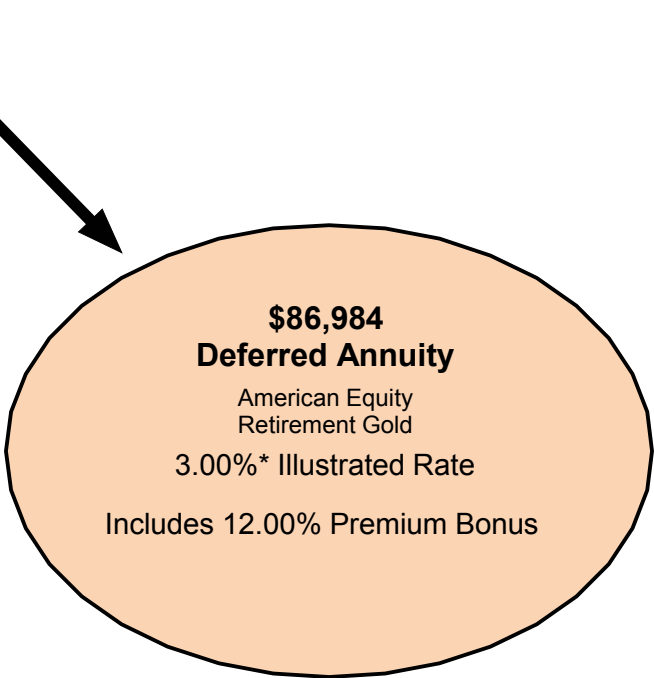 $86,984
Deferred Annuity
American Equity
Retirement Gold
3.00%* Illustrated Rate
Includes 12.00% Premium Bonus